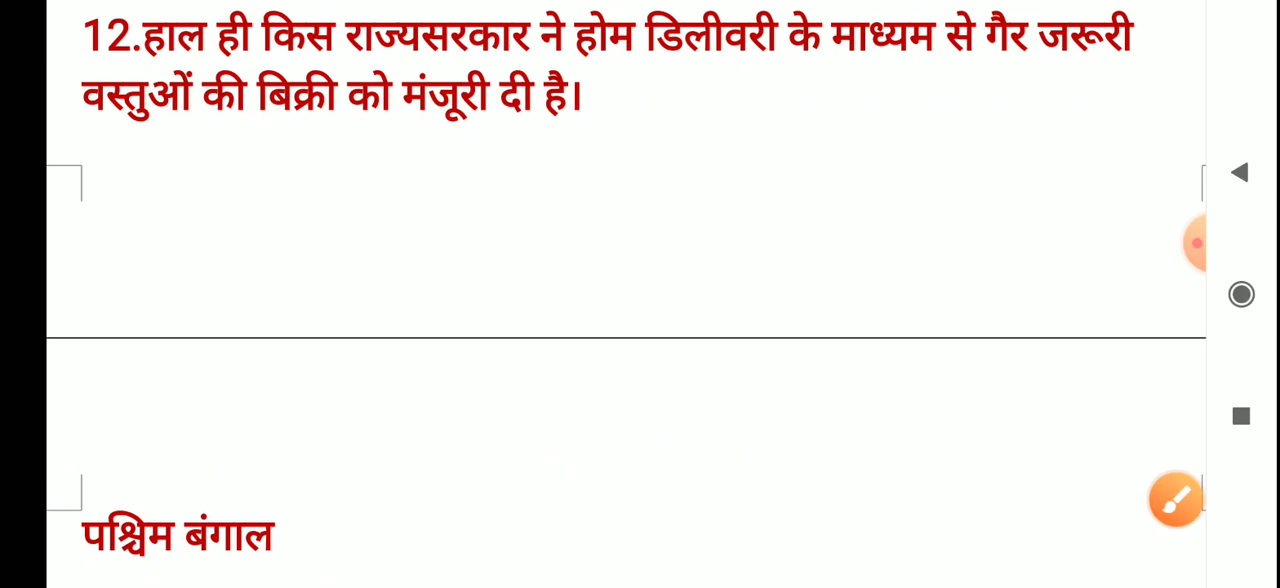 12.हाल ही किस राज्यसरकार ने होम डिलीवरी के माध्यम से गैर जरूरी
वस्तुओं की बिक्री को मंजूरी दी है।
पश्चिम बंगाल